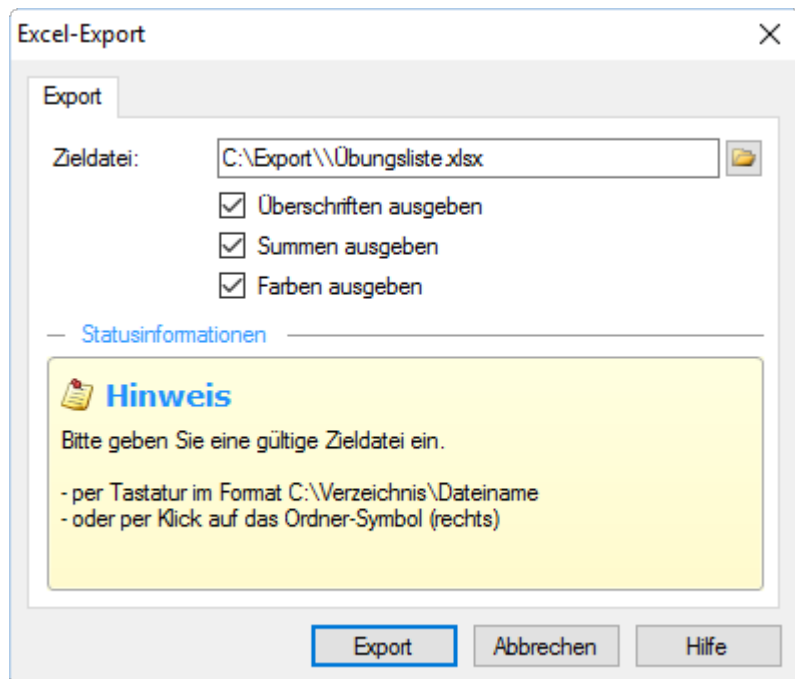 Excel-Export
Export
Zieldatei: C:\Export\\Übungsliste.xlsx
Überschriften ausgeben
Summen ausgeben
Farben ausgeben
Statusinformationen
Hinweis
Bitte geben Sie eine gültige Zieldatei ein.
- per Tastatur im Format C:\Verzeichnis\Dateiname
- oder per Klick auf das Ordner-Symbol (rechts)
Export Abbrechen Hilfe